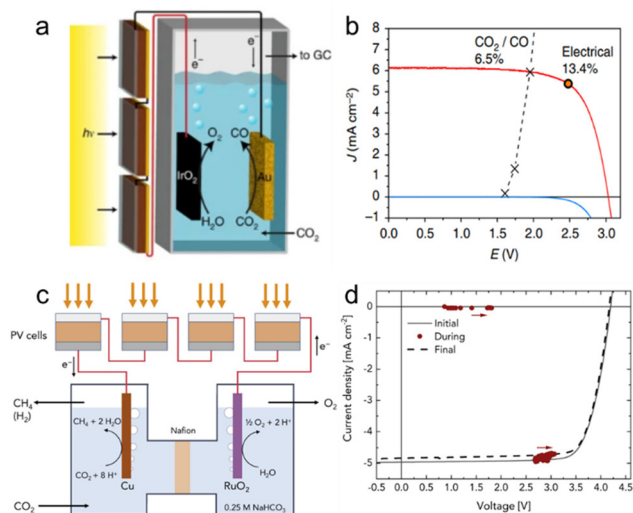 a
e⁻
e⁻
to GC
hν
O₂
CO
IrO₂
Au
H₂O
CO₂
CO₂
b
CO₂ / CO
6.5%
Electrical
13.4%
J (mA cm⁻²)
7
6
5
4
3
2
1
0
−1
0.0
0.5
1.0
1.5
2.0
2.5
3.0
E (V)
c
PV cells
e⁻
e⁻
CH₄
(H₂)
Nafion
O₂
CH₄ + 2 H₂O
½ O₂ + 2 H⁺
CO₂ + 8 H⁺
H₂O
Cu
RuO₂
CO₂
0.25 M NaHCO₃
d
Initial
During
Final
Current density [mA cm⁻²]
0
-1
-2
-3
-4
-5
0.0
0.5
1.0
1.5
2.0
2.5
3.0
3.5
4.0
4.5
Voltage [V]